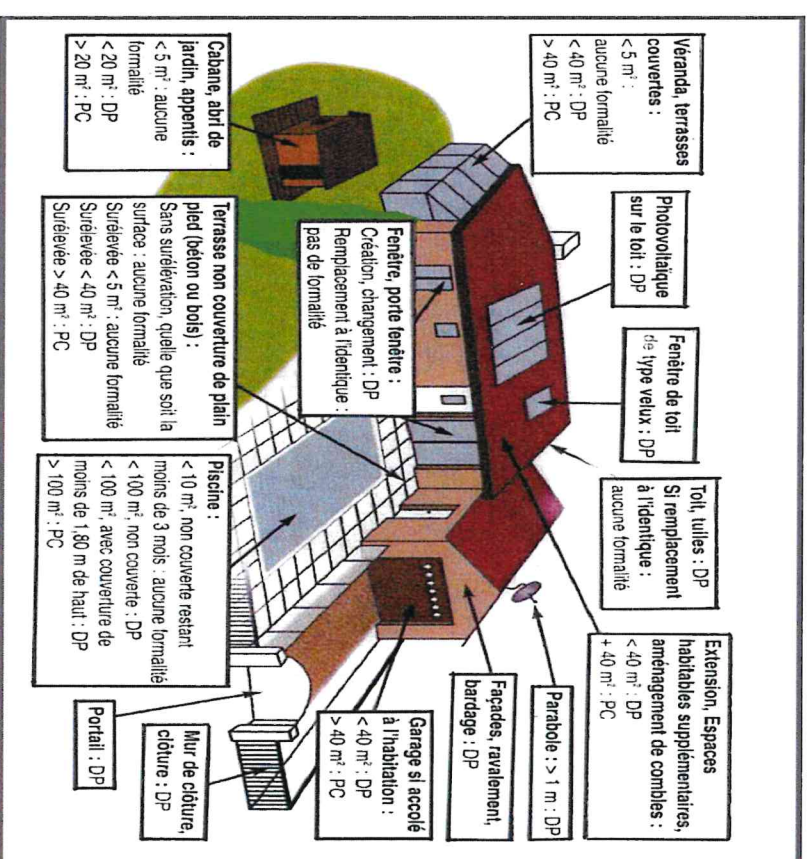 Véranda, terrasses
couvertes :
< 5 m² :
aucune formalité
< 40 m² : DP
> 40 m² : PC
Photovoltaïque
sur le toit : DP
Fenêtre de toit
de type velux : DP
Toit, tulles : DP
Si remplacement
à l'identique :
aucune formalité
Extension, Espaces
habitables supplémentaires,
aménagement de combles :
< 40 m² : DP
+ 40 m² : PC
Parabole : > 1 m : DP
Façades, ravalement,
bardage : DP
Fenêtre, porte fenêtre :
Création, changement : DP
Remplacement à l'identique :
pas de formalité
Garage si accolé
à l'habitation :
< 40 m² : DP
> 40 m² : PC
Cabane, abri de
jardin, appentis :
< 5 m² : aucune
formalité
< 20 m² : DP
> 20 m² : PC
Terrasse non couverture de plain
pied (béton ou bois) :
Sans surélévation, quelle que soit la
surface : aucune formalité
Surélevée < 5 m² : aucune formalité
Surélevée < 40 m² : DP
Surélevée > 40 m² : PC
Piscine :
< 10 m², non couverte restant
moins de 3 mois : aucune formalité
< 100 m², non couverte : DP
< 100 m², avec couverture de
moins de 1,80 m de haut : DP
> 100 m² : PC
Mur de clôture,
clôture : DP
Portail : DP